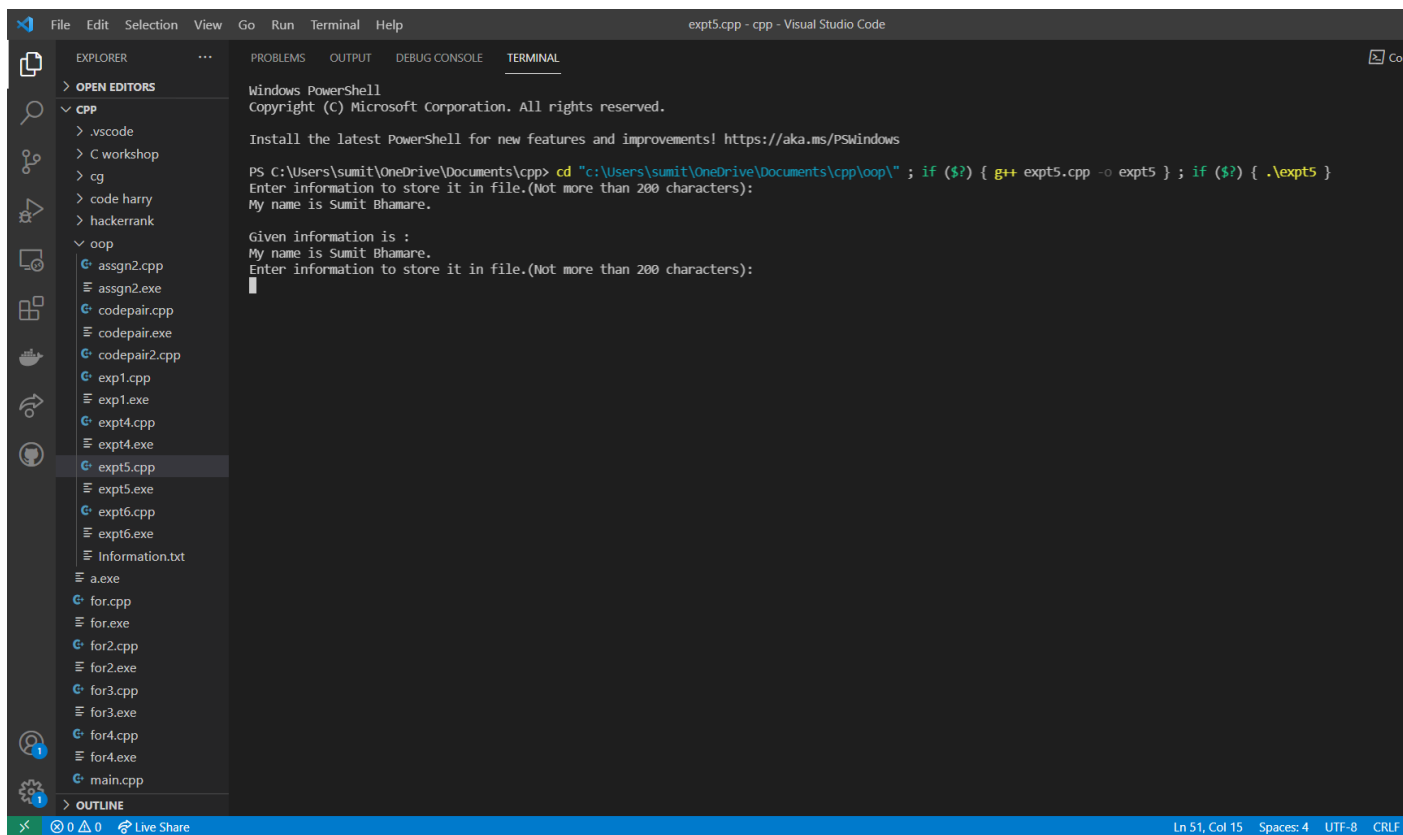 File Edit Selection View Go Run Terminal Help
expt5.cpp - cpp - Visual Studio Code
EXPLORER ...
OPEN EDITORS
CPP
.vscode
C workshop
cg
code harry
hackerrank
oop
assgn2.cpp
assgn2.exe
codepair.cpp
codepair.exe
codepair2.cpp
exp1.cpp
exp1.exe
expt4.cpp
expt4.exe
expt5.cpp
expt5.exe
expt6.cpp
expt6.exe
Information.txt
a.exe
for.cpp
for.exe
for2.cpp
for2.exe
for3.cpp
for3.exe
for4.cpp
for4.exe
main.cpp
OUTLINE
1
1
PROBLEMS OUTPUT DEBUG CONSOLE TERMINAL
Co
Windows PowerShell
Copyright (C) Microsoft Corporation. All rights reserved.
Install the latest PowerShell for new features and improvements! https://aka.ms/PSWindows
PS C:\Users\sumit\OneDrive\Documents\cpp> cd "c:\Users\sumit\OneDrive\Documents\cpp\oop\" ; if ($?) { g++ expt5.cpp -o expt5 } ; if ($?) { .\expt5 }
Enter information to store it in file.(Not more than 200 characters):
My name is Sumit Bhamare.
Given information is :
My name is Sumit Bhamare.
Enter information to store it in file.(Not more than 200 characters):
0 0 Live Share
Ln 51, Col 15 Spaces: 4 UTF-8 CRLF